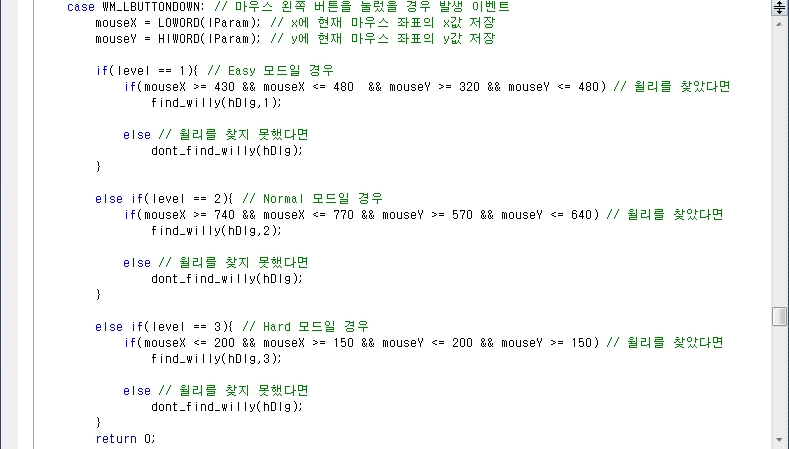 case WM_LBUTTONDOWN: // 마우스 왼쪽 버튼을 눌렀을 경우 발생 이벤트
mouseX = LOWORD(lParam); // x에 현재 마우스 좌표의 x값 저장
mouseY = HIWORD(lParam); // y에 현재 마우스 좌표의 y값 저장
if(level == 1){ // Easy 모드일 경우
if(mouseX >= 430 && mouseX <= 480  && mouseY >= 320 && mouseY <= 480) // 윌리를 찾았다면
find_willy(hDlg,1);
else // 윌리를 찾지 못했다면
dont_find_willy(hDlg);
}
else if(level == 2){ // Normal 모드일 경우
if(mouseX >= 740 && mouseX <= 770 && mouseY >= 570 && mouseY <= 640) // 윌리를 찾았다면
find_willy(hDlg,2);
else // 윌리를 찾지 못했다면
dont_find_willy(hDlg);
}
else if(level == 3){ // Hard 모드일 경우
if(mouseX <= 200 && mouseX >= 150 && mouseY <= 200 && mouseY >= 150) // 윌리를 찾았다면
find_willy(hDlg,3);
else // 윌리를 찾지 못했다면
dont_find_willy(hDlg);
}
return 0;